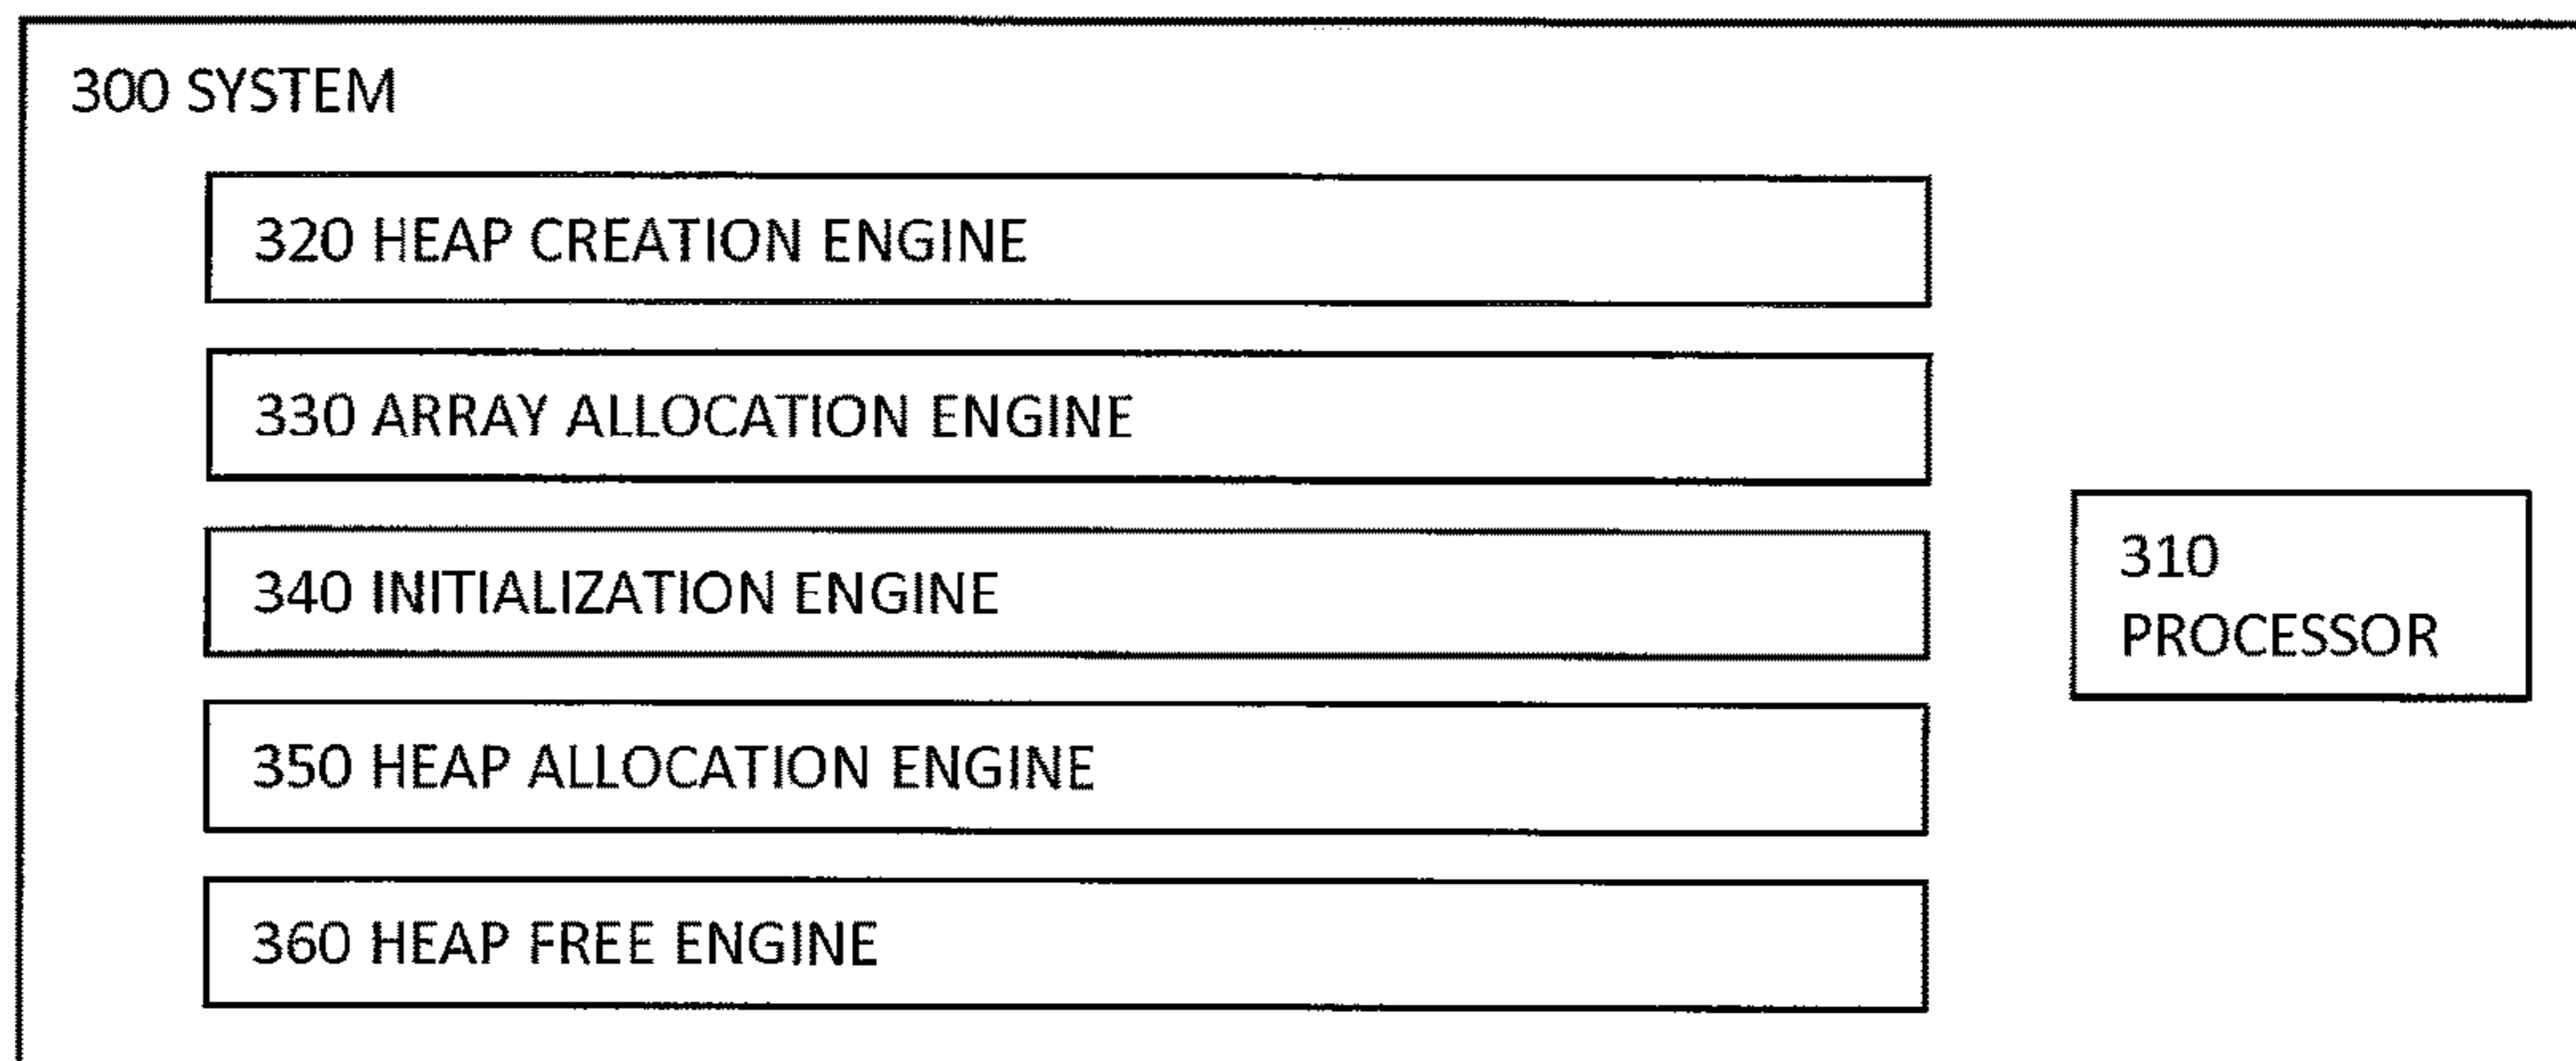 300 SYSTEM
320 HEAP CREATION ENGINE
330 ARRAY ALLOCATION ENGINE
340 INITIALIZATION ENGINE
350 HEAP ALLOCATION ENGINE
360 HEAP FREE ENGINE
310
PROCESSOR